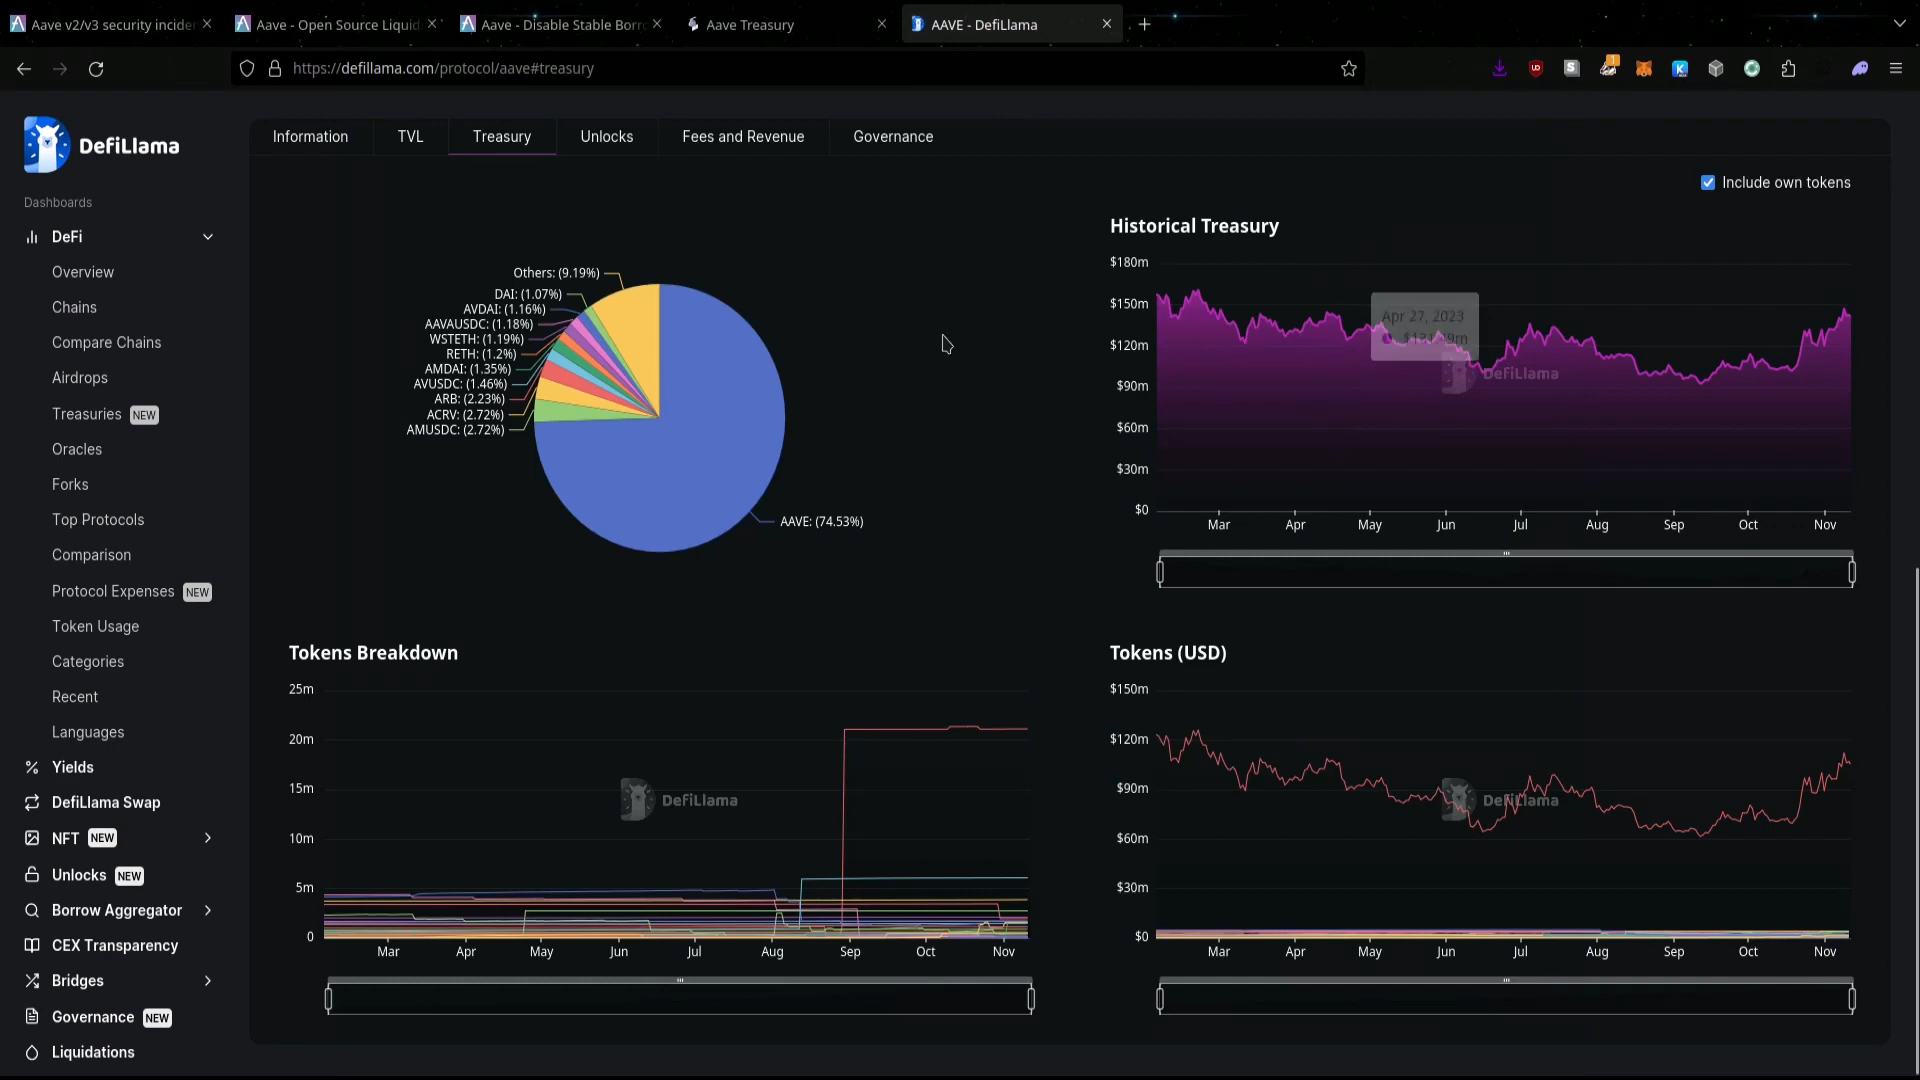 Aave v2/v3 security incide
Aave - Open Source Liquid
Aave - Disable Stable Borro
Aave Treasury
AAVE - DefiLlama
https://defillama.com/protocol/aave#treasury
DefiLlama
Dashboards
DeFi
Overview
Chains
Compare Chains
Airdrops
Treasuries NEW
Oracles
Forks
Top Protocols
Comparison
Protocol Expenses NEW
Token Usage
Categories
Recent
Languages
Yields
DefiLlama Swap
NFT NEW
Unlocks NEW
Borrow Aggregator
CEX Transparency
Bridges
Governance NEW
Liquidations
Information
TVL
Treasury
Unlocks
Fees and Revenue
Governance
Include own tokens
Others: (9.19%)
DAI: (1.07%)
AVDAI: (1.16%)
AAVAUSDC: (1.18%)
WSTETH: (1.19%)
RETH: (1.2%)
AMDAI: (1.35%)
AVUSDC: (1.46%)
ARB: (2.23%)
ACRV: (2.72%)
AMUSDC: (2.72%)
AAVE: (74.53%)
Historical Treasury
$180m
$150m
$120m
$90m
$60m
$30m
$0
Apr 27, 2023
DefiLlama
Mar Apr May Jun Jul Aug Sep Oct Nov
Tokens Breakdown
25m
20m
15m
10m
5m
0
DefiLlama
Mar Apr May Jun Jul Aug Sep Oct Nov
Tokens (USD)
$150m
$120m
$90m
$60m
$30m
$0
DefiLlama
Mar Apr May Jun Jul Aug Sep Oct Nov